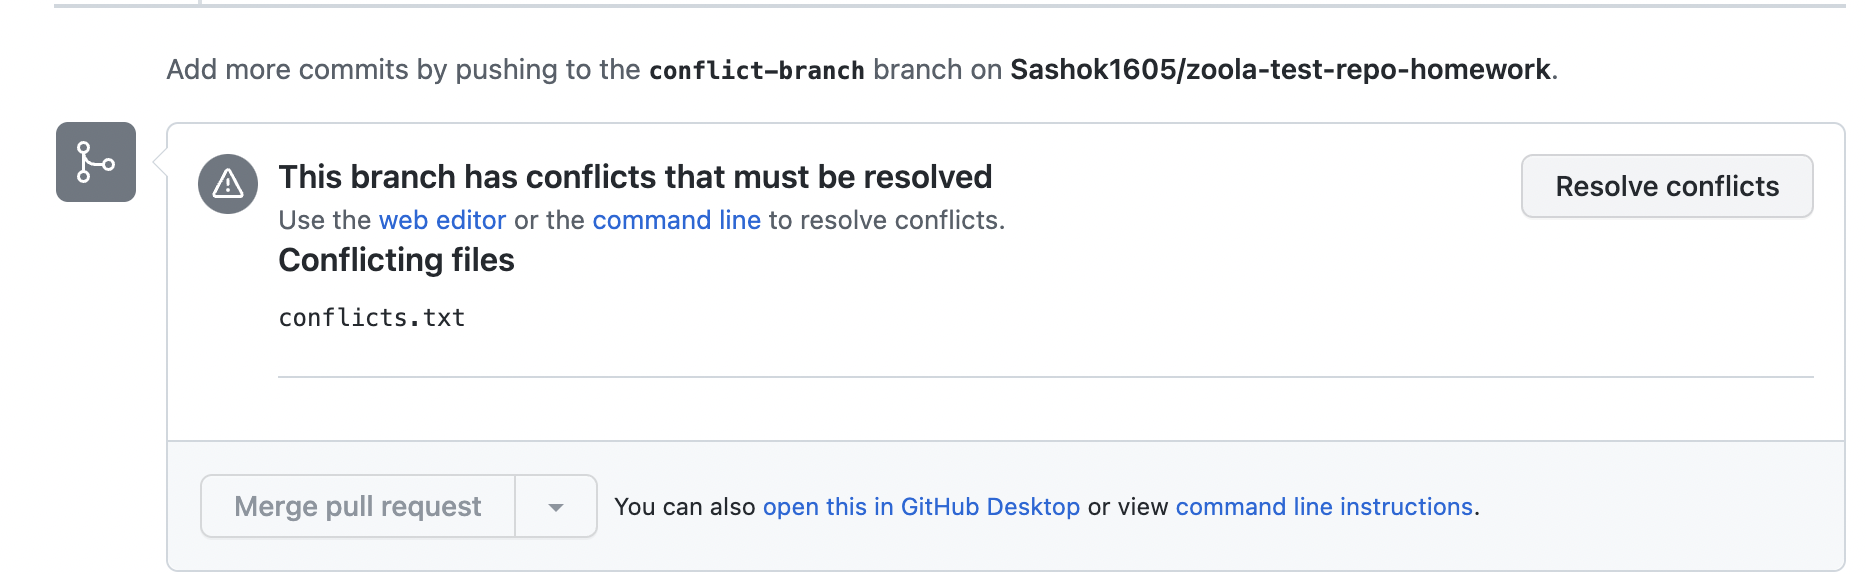 Add more commits by pushing to the conflict-branch branch on Sashok1605/zoola-test-repo-homework.
This branch has conflicts that must be resolved
Resolve conflicts
Use the web editor or the command line to resolve conflicts.
Conflicting files
conflicts.txt
Merge pull request
You can also open this in GitHub Desktop or view command line instructions.